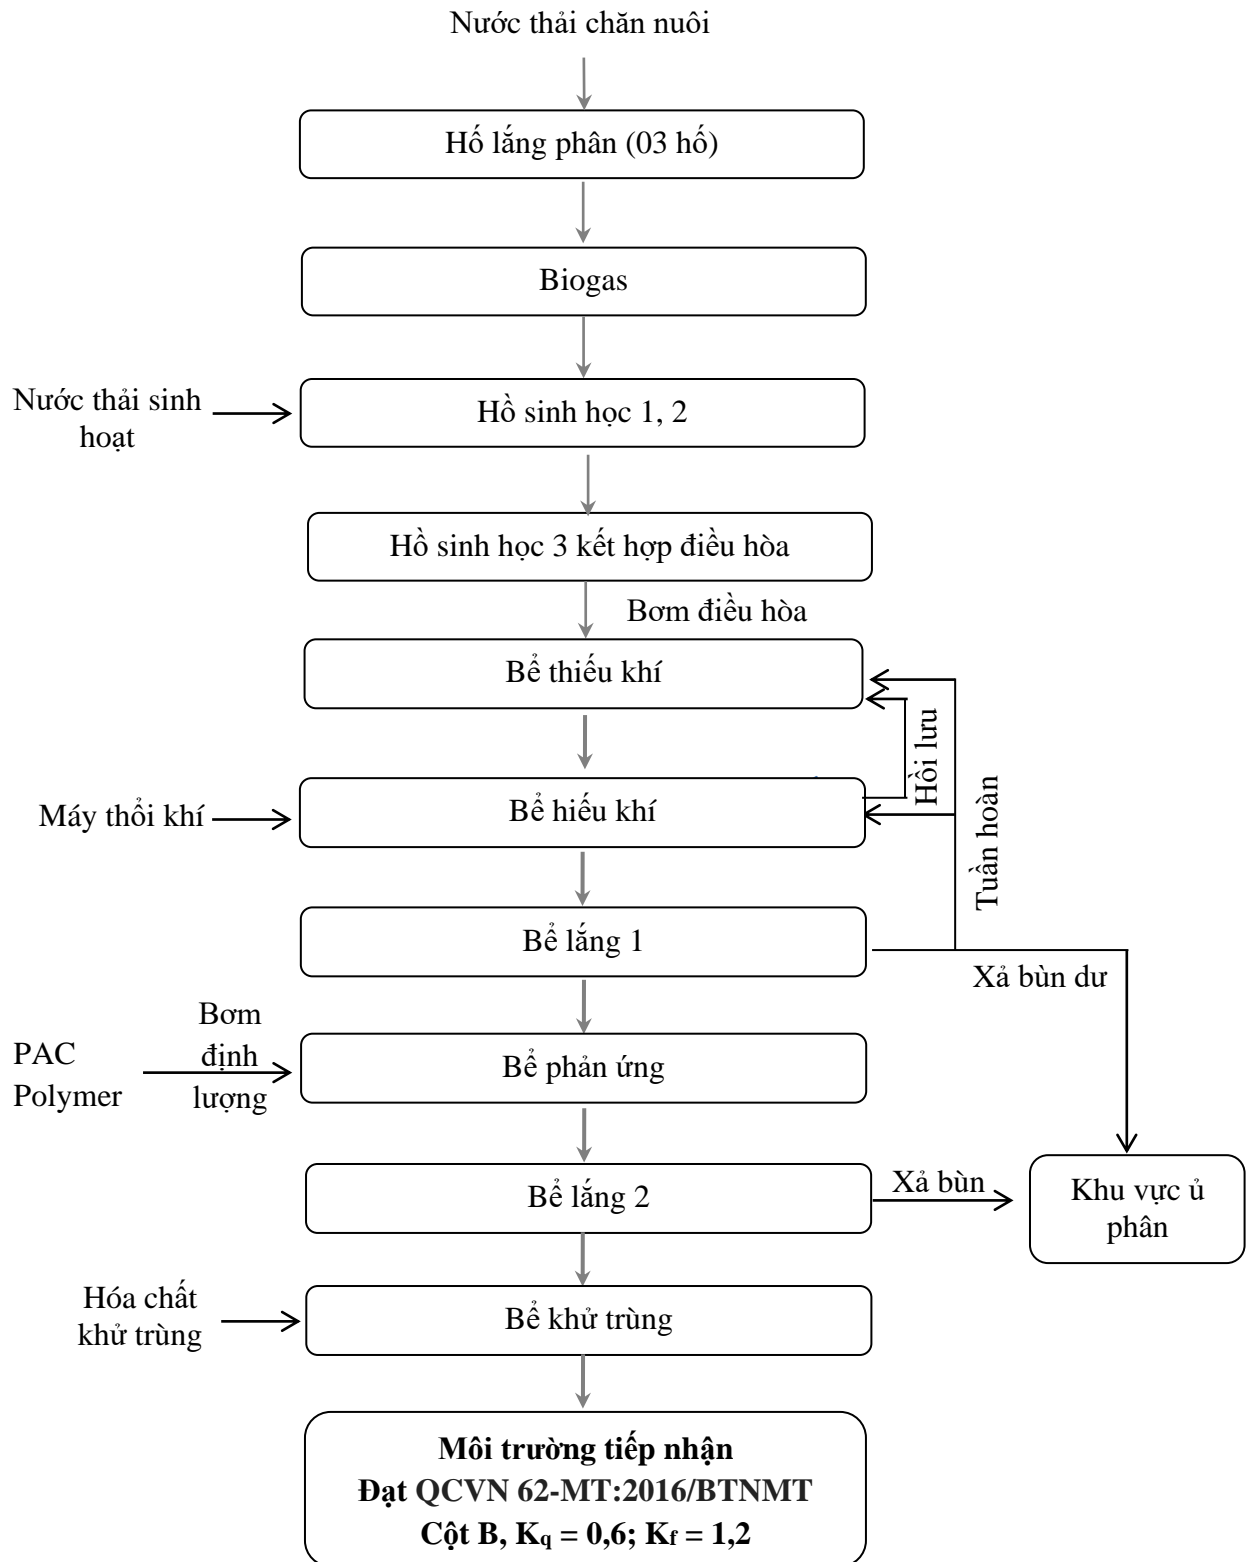 Nước thải chăn nuôi
Hố lắng phân (03 hố)
Biogas
Nước thải sinh
hoạt
Hồ sinh học 1, 2
Hồ sinh học 3 kết hợp điều hòa
Bơm điều hòa
Bể thiếu khí
Hồi lưu
Tuần hoàn
Máy thổi khí
Bể hiếu khí
Bể lắng 1
Xả bùn dư
PAC
Polymer
Bơm
định
lượng
Bể phản ứng
Bể lắng 2
Xả bùn
Khu vực ủ
phân
Hóa chất
khử trùng
Bể khử trùng
Môi trường tiếp nhận
Đạt QCVN 62-MT:2016/BTNMT
Cột B, Kq = 0,6; Kf = 1,2